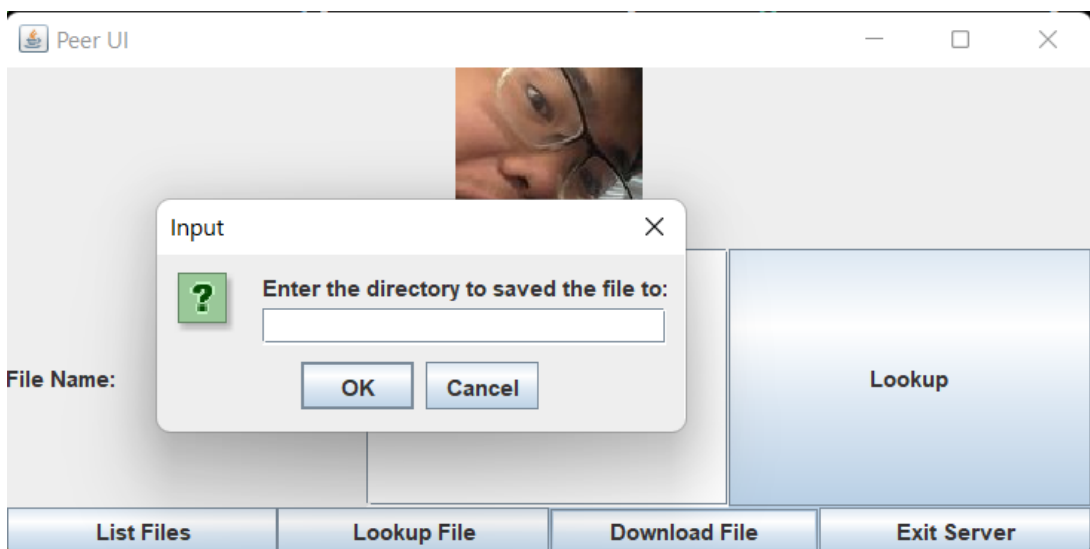 Peer UI
Input
Enter the directory to saved the file to:
OK Cancel
File Name:
Lookup
List Files Lookup File Download File Exit Server